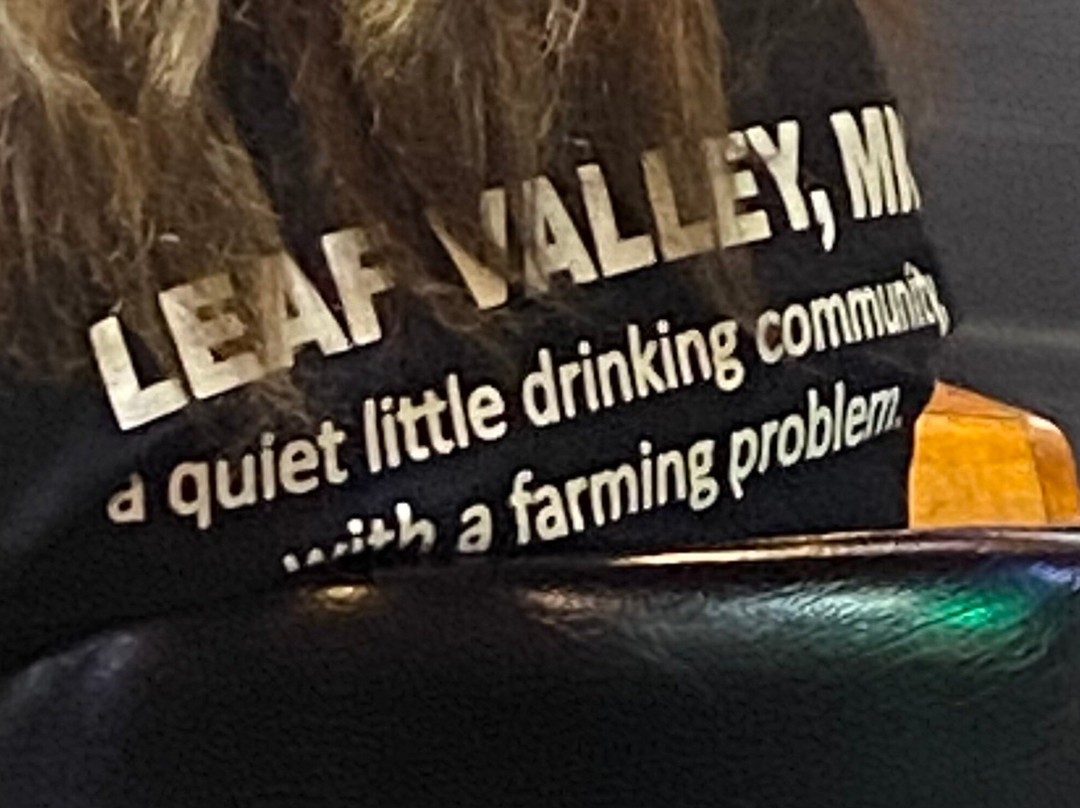 LEAF VALLEY, MN
a quiet little drinking community,
with a farming problem.